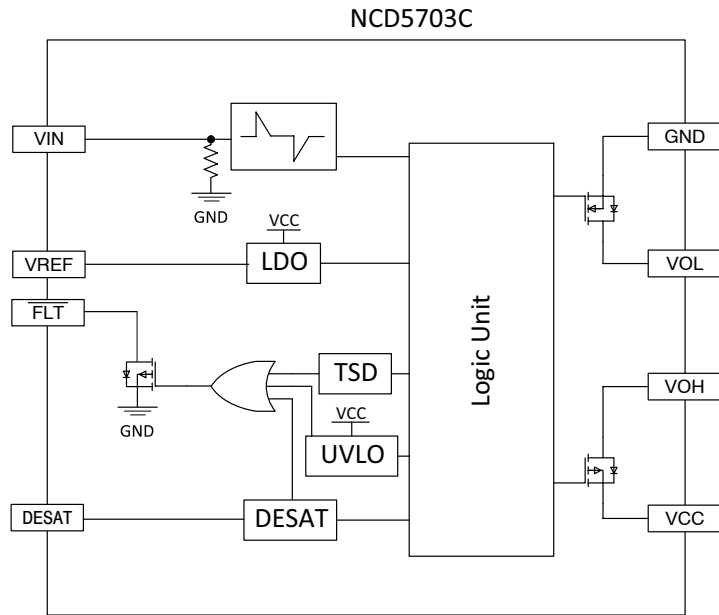 NCD5703C
VIN
GND
GND
VCC
VREF
LDO
VOL
FLT
Logic Unit
TSD
VOH
VCC
GND
UVLO
DESAT
DESAT
VCC